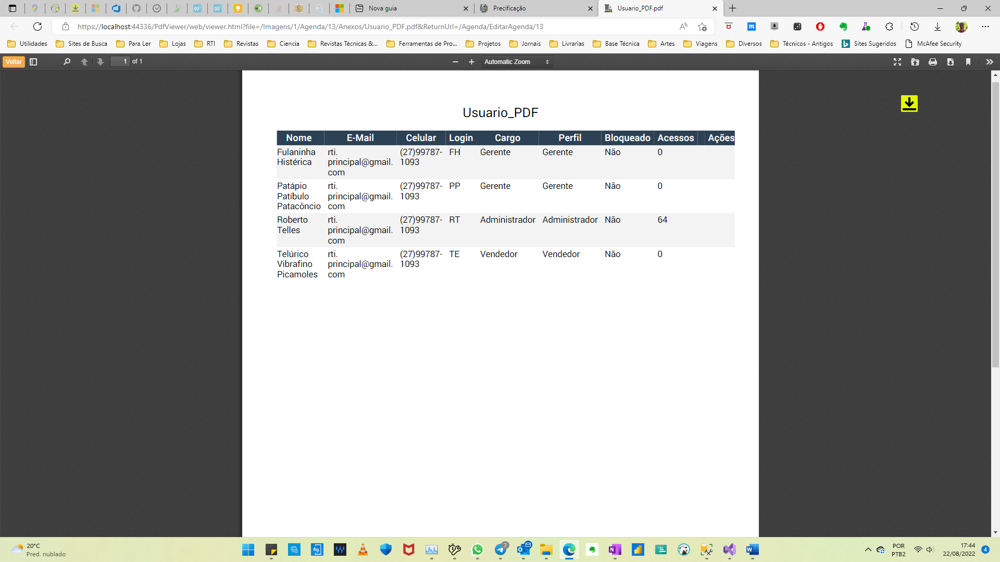 Nova guia
Precificação
Usuario_PDF.pdf
https://localhost:44336/PdfViewer/web/viewer.html?file=/Imagens/1/Agenda/13/Anexos/Usuario_PDF.pdf&ReturnUrl=/Agenda/EditarAgenda/13
Utilidades Sites de Busca Para Ler Lojas RTI Revistas Ciencia Revistas Técnicas &... Ferramentas de Pro... Projetos Jornais Livrarias Base Técnica Artes Viagens Diversos Técnicos - Antigos Sites Sugeridos McAfee Security
Voltar 1 of 1 Automatic Zoom
Usuario_PDF
Nome E-Mail Celular Login Cargo Perfil Bloqueado Acessos Ações
Fulaninha rti. (27)99787- FH Gerente Gerente Não 0
Histérica principal@gmail. 1093
com
Patápio rti. (27)99787- PP Gerente Gerente Não 0
Patíbulo principal@gmail. 1093
Patacôncio com
Roberto rti. (27)99787- RT Administrador Administrador Não 64
Telles principal@gmail. 1093
com
Telúrico rti. (27)99787- TE Vendedor Vendedor Não 0
Vibrafino principal@gmail. 1093
Picamoles com
20°C
Pred. nublado
7
POR
PTB2
17:44
22/08/2022
4